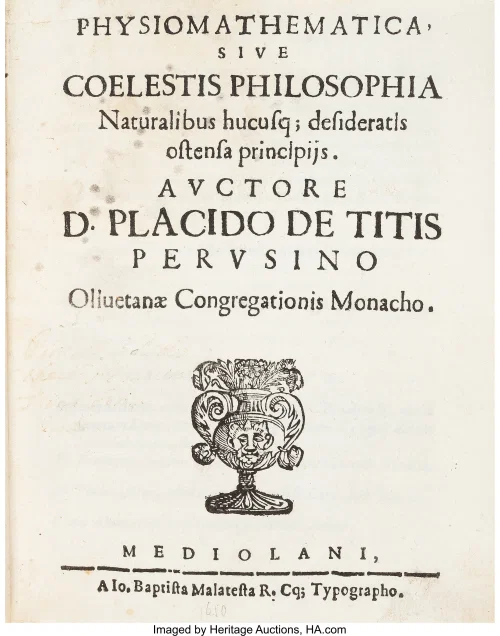 PHYSIOMATHEMATICA,
SIVE
COELESTIS PHILOSOPHIA
Naturalibus hucuſq; deſideratis
oſtenſa principijs.
AVCTORE
D. PLACIDO DE TITIS
PERVSINO
Oliuetanæ Congregationis Monacho.
MEDIOLANI,
A Io. Baptiſta Malateſta R. Cq; Typographo.
Imaged by Heritage Auctions, HA.com